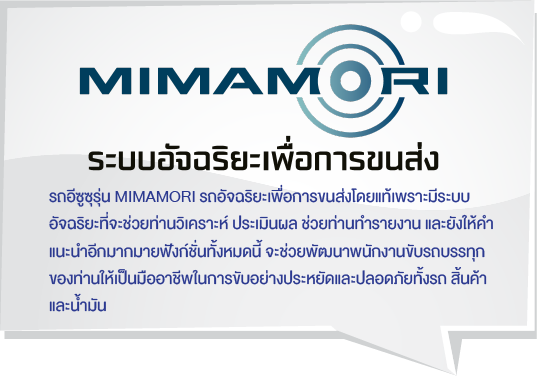 MIMAMORI
ระบบอัจฉริยะเพื่อการขนส่ง
รถอีซูซุรุ่น MIMAMORI รถอัจฉริยะเพื่อการขนส่งโดยแท้เพราะมีระบบ
อัจฉริยะที่จะช่วยท่านวิเคราะห์ ประเมินผล ช่วยท่านทำรายงาน และยังให้คำ
แนะนำอีกมากมายฟังก์ชั่นทั้งหมดนี้ จะช่วยพัฒนาพนักงานขับรถบรรทุก
ของท่านให้เป็นมืออาชีพในการขับอย่างประหยัดและปลอดภัยทั้งรถ สิ้นค้า
และน้ำมัน